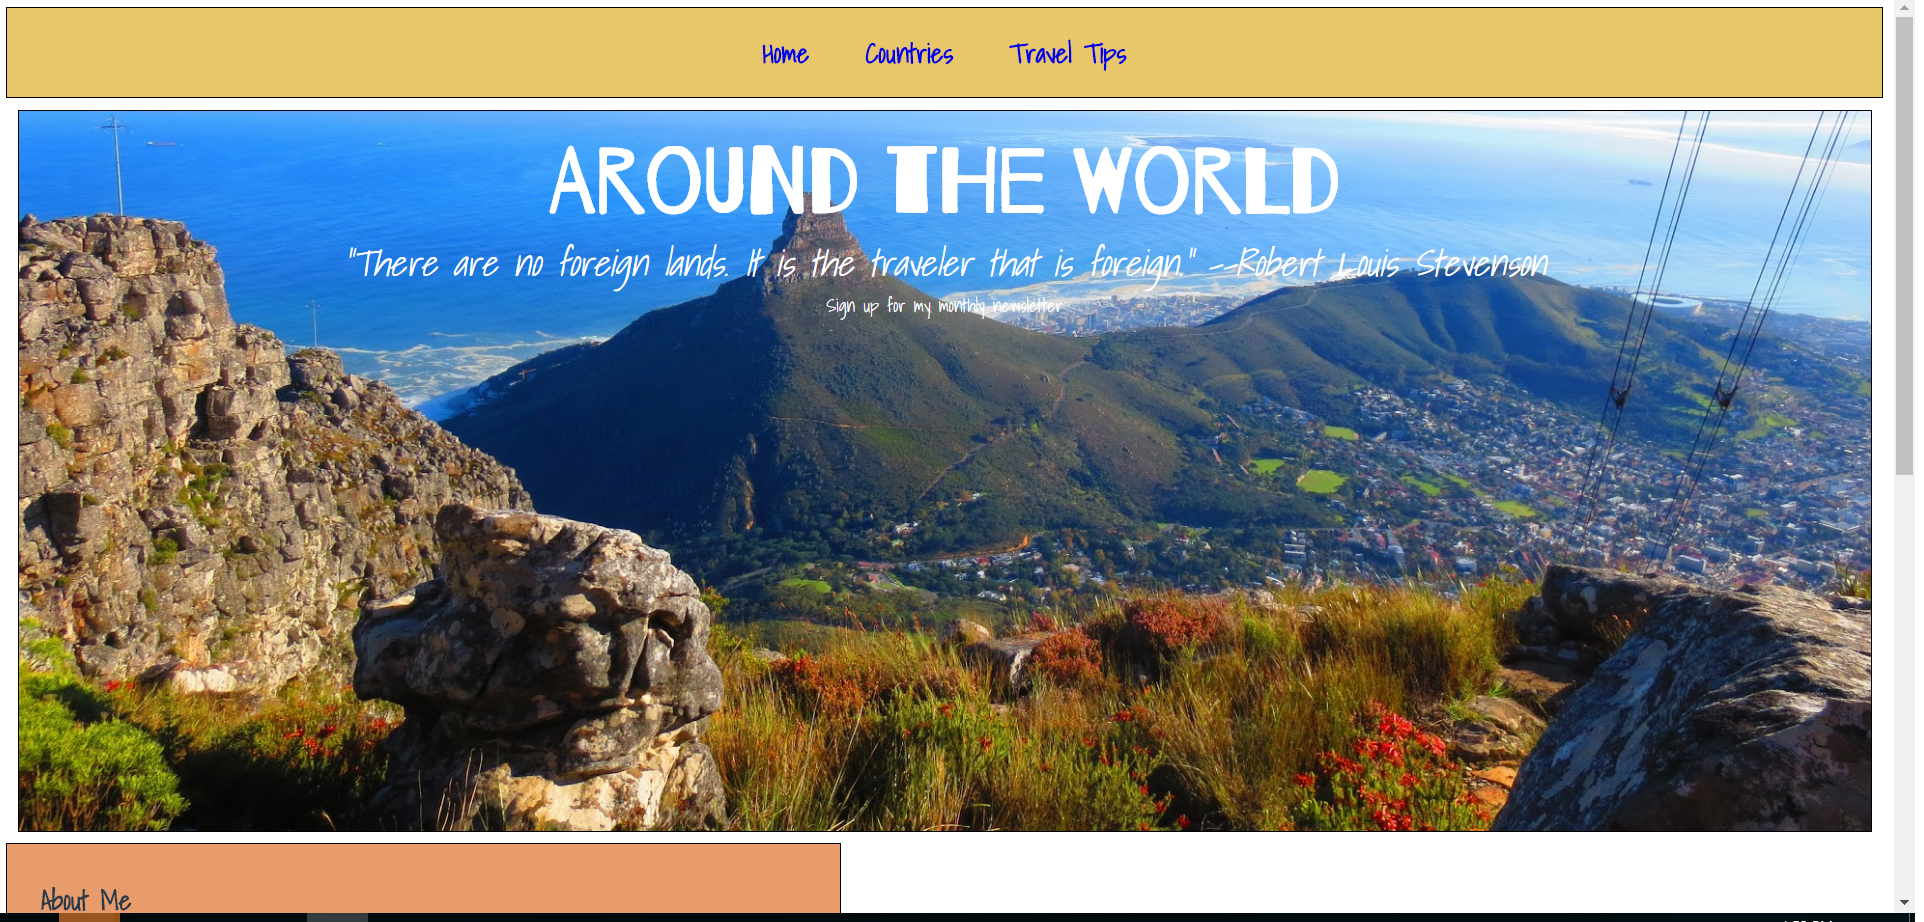 Home Countries Travel Tips
AROUND THE WORLD
"There are no foreign lands. It is the traveler that is foreign." --Robert Louis Stevenson
Sign up for my monthly newsletter
About Me